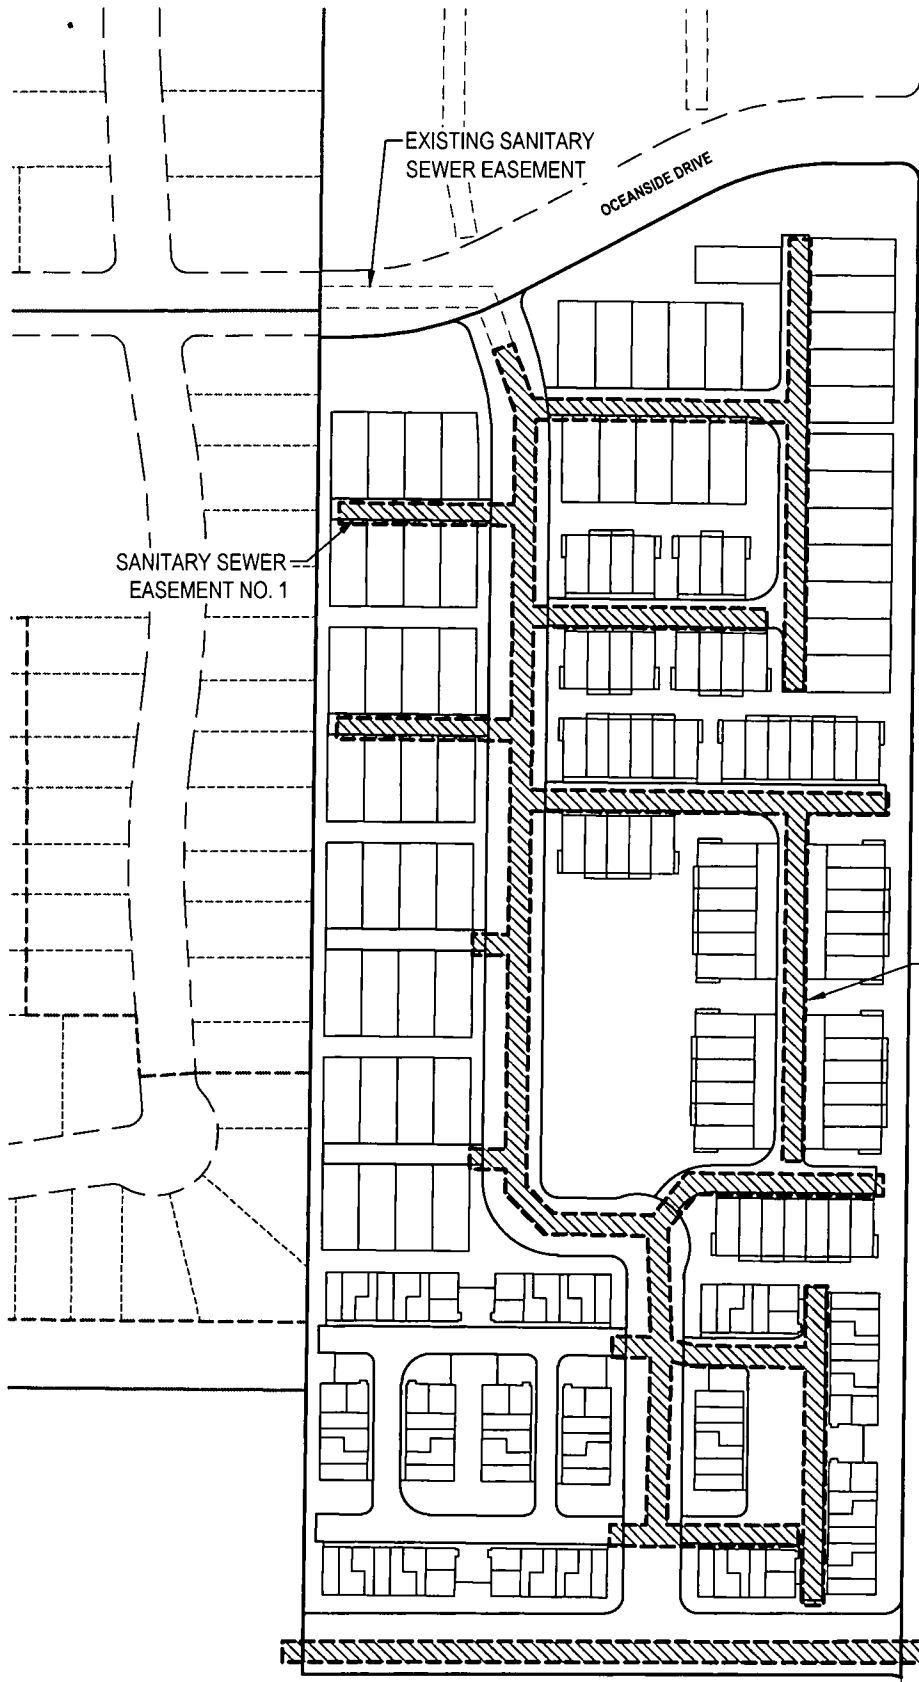 EXISTING SANITARY
SEWER EASEMENT
OCEANSIDE DRIVE
SANITARY SEWER
EASEMENT NO. 1